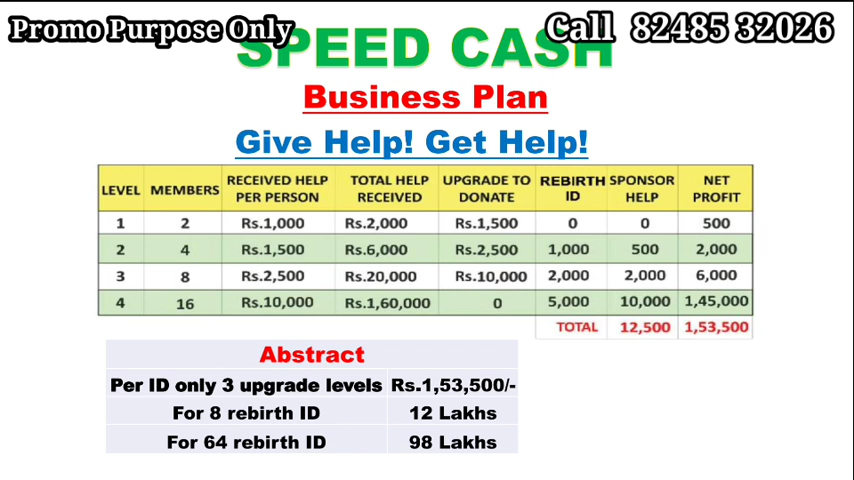 Promo Purpose Only
Call 82485 32026
SPEED CASH
Business Plan
Give Help! Get Help!
LEVEL MEMBERS RECEIVED HELP PER PERSON TOTAL HELP RECEIVED UPGRADE TO DONATE REBIRTH ID SPONSOR HELP NET PROFIT
1 2 Rs.1,000 Rs.2,000 Rs.1,500 0 0 500
2 4 Rs.1,500 Rs.6,000 Rs.2,500 1,000 500 2,000
3 8 Rs.2,500 Rs.20,000 Rs.10,000 2,000 2,000 6,000
4 16 Rs.10,000 Rs.1,60,000 0 5,000 10,000 1,45,000
TOTAL 12,500 1,53,500
Abstract
Per ID only 3 upgrade levels Rs.1,53,500/-
For 8 rebirth ID 12 Lakhs
For 64 rebirth ID 98 Lakhs